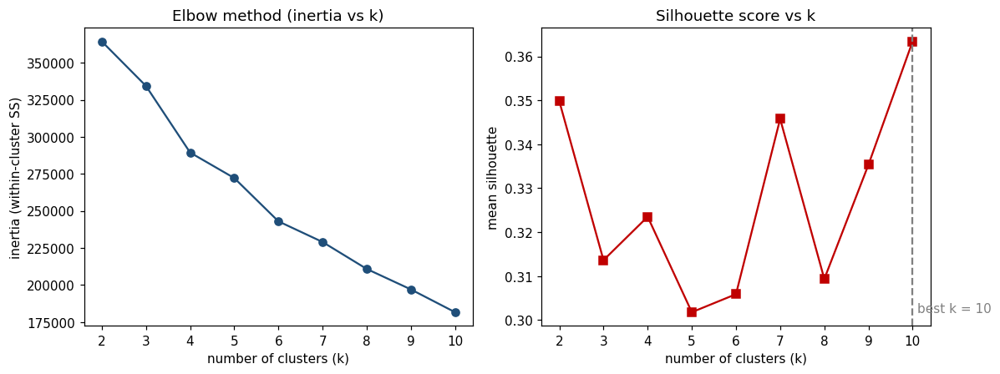 Elbow method (inertia vs k)
inertia (within-cluster SS)
350000
325000
300000
275000
250000
225000
200000
175000
2 3 4 5 6 7 8 9 10
number of clusters (k)
Silhouette score vs k
mean silhouette
0.36
0.35
0.34
0.33
0.32
0.31
0.30
best k = 10
2 3 4 5 6 7 8 9 10
number of clusters (k)